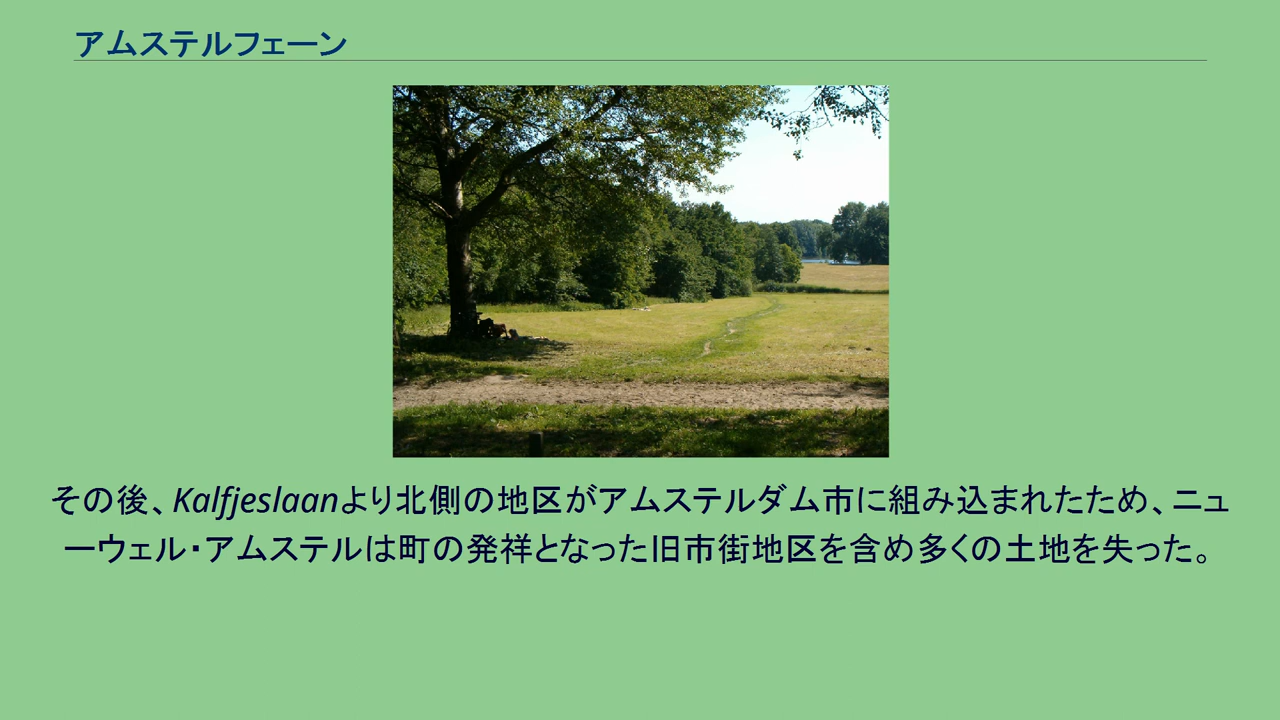 アムステルフェーン
その後、Kalfjeslaanより北側の地区がアムステルダム市に組み込まれたため、ニュ
ーウェル・アムステルは町の発祥となった旧市街地区を含め多くの土地を失った。